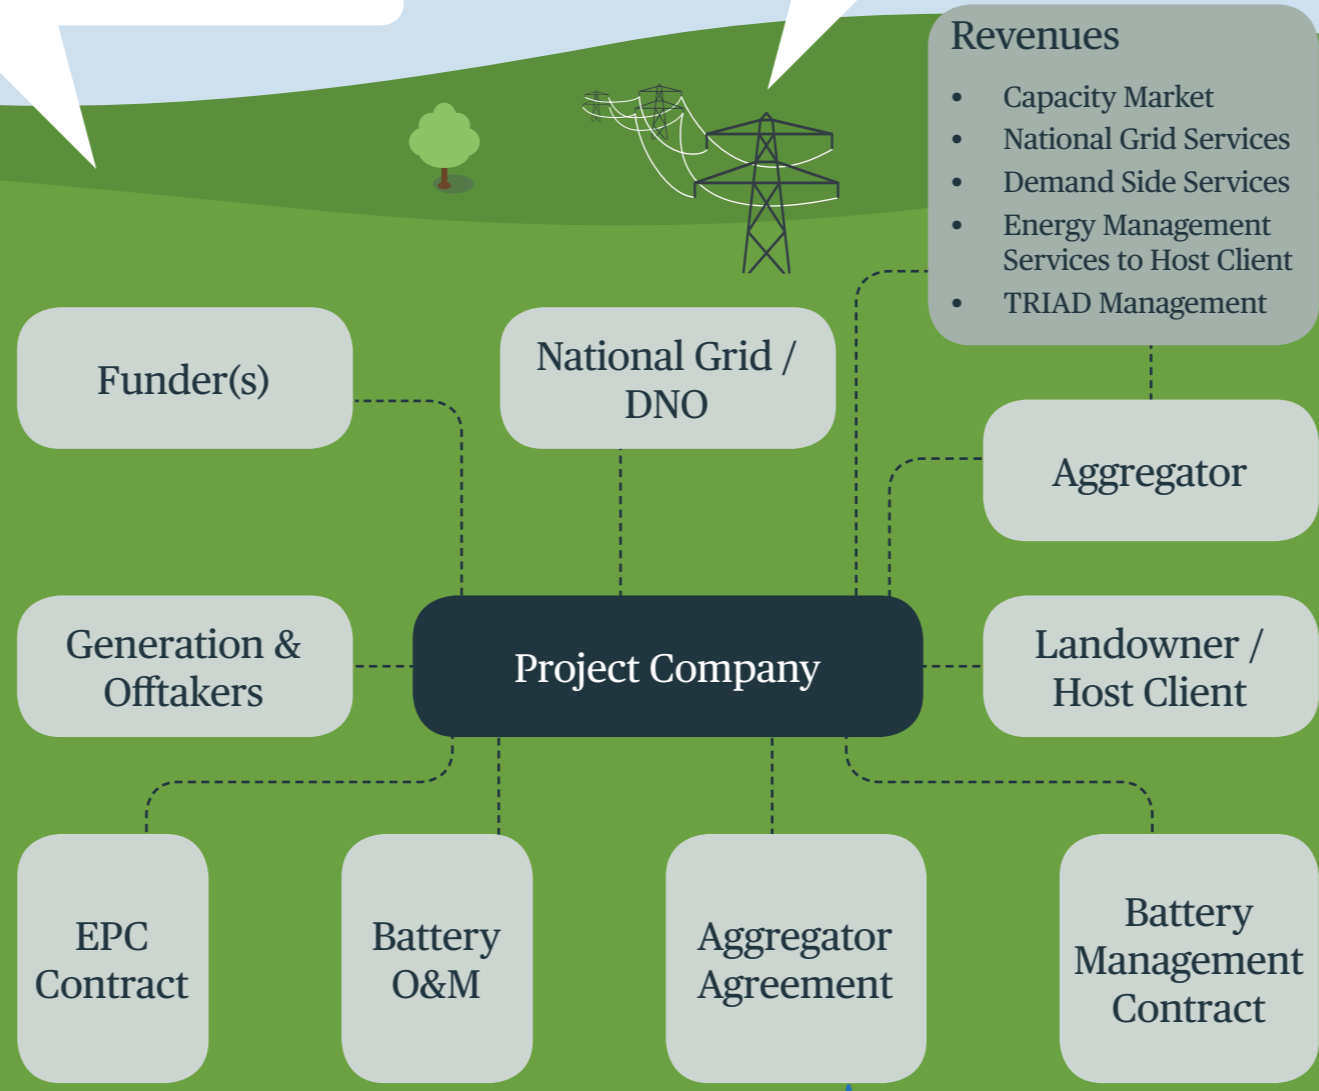 Revenues
• Capacity Market
• National Grid Services
• Demand Side Services
• Energy Management
Services to Host Client
• TRIAD Management
Funder(s)
National Grid /
DNO
Aggregator
Generation &
Offtakers
Project Company
Landowner /
Host Client
EPC
Contract
Battery
O&M
Aggregator
Agreement
Battery
Management
Contract